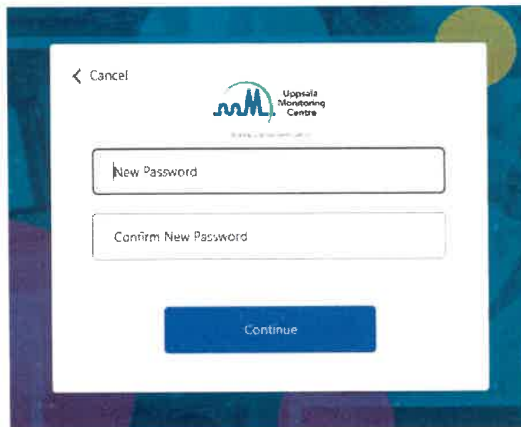 Cancel
Uppsala
Monitoring
Centre
New Password
Confirm New Password
Continue